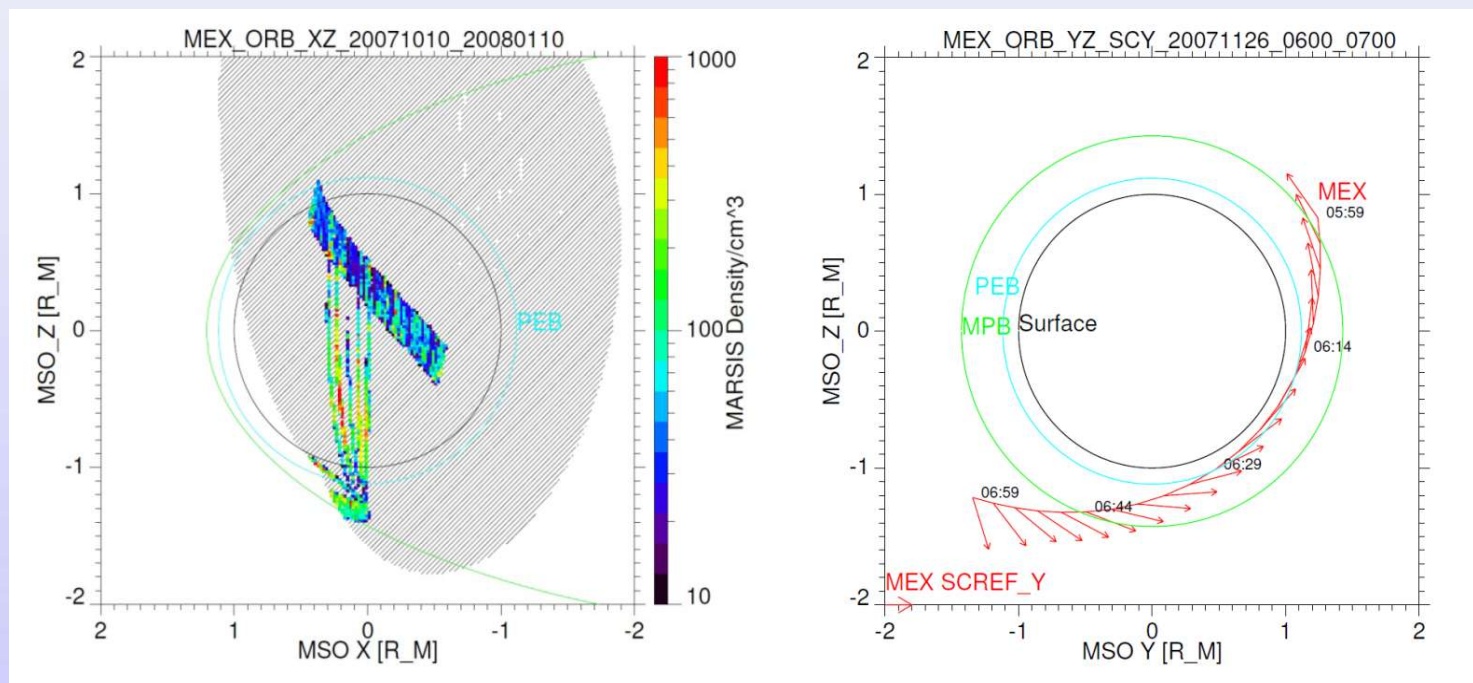 MEX_ORB_XZ_20071010_20080110
2
1
0
-1
-2
MSO_Z [R_M]
2
1
0
-1
-2
MSO X [R_M]
PEB
1000
100
10
MARSIS Density/cm^3
MEX_ORB_YZ_SCY_20071126_0600_0700
2
1
0
-1
-2
MSO_Z [R_M]
-2
-1
0
1
2
MSO Y [R_M]
MEX
05:59
PEB
MPB
Surface
06:14
06:29
06:44
06:59
MEX SCREF_Y